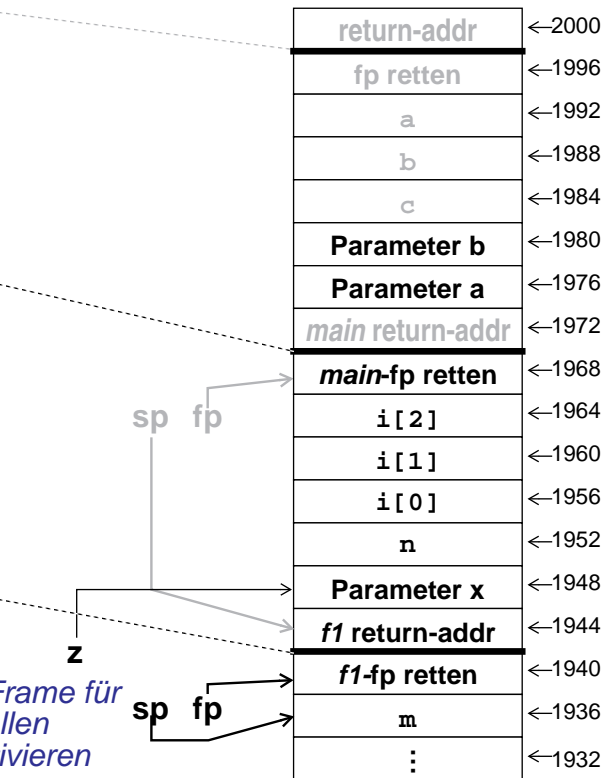 return-addr ←2000
fp retten ←1996
a ←1992
b ←1988
c ←1984
Parameter b ←1980
Parameter a ←1976
main return-addr ←1972
main-fp retten ←1968
sp fp i[2] ←1964
i[1] ←1960
i[0] ←1956
n ←1952
Parameter x ←1948
f1 return-addr ←1944
z
f1-fp retten ←1940
Frame für
sp fp m ←1936
llen
ivieren
⋮ ←1932